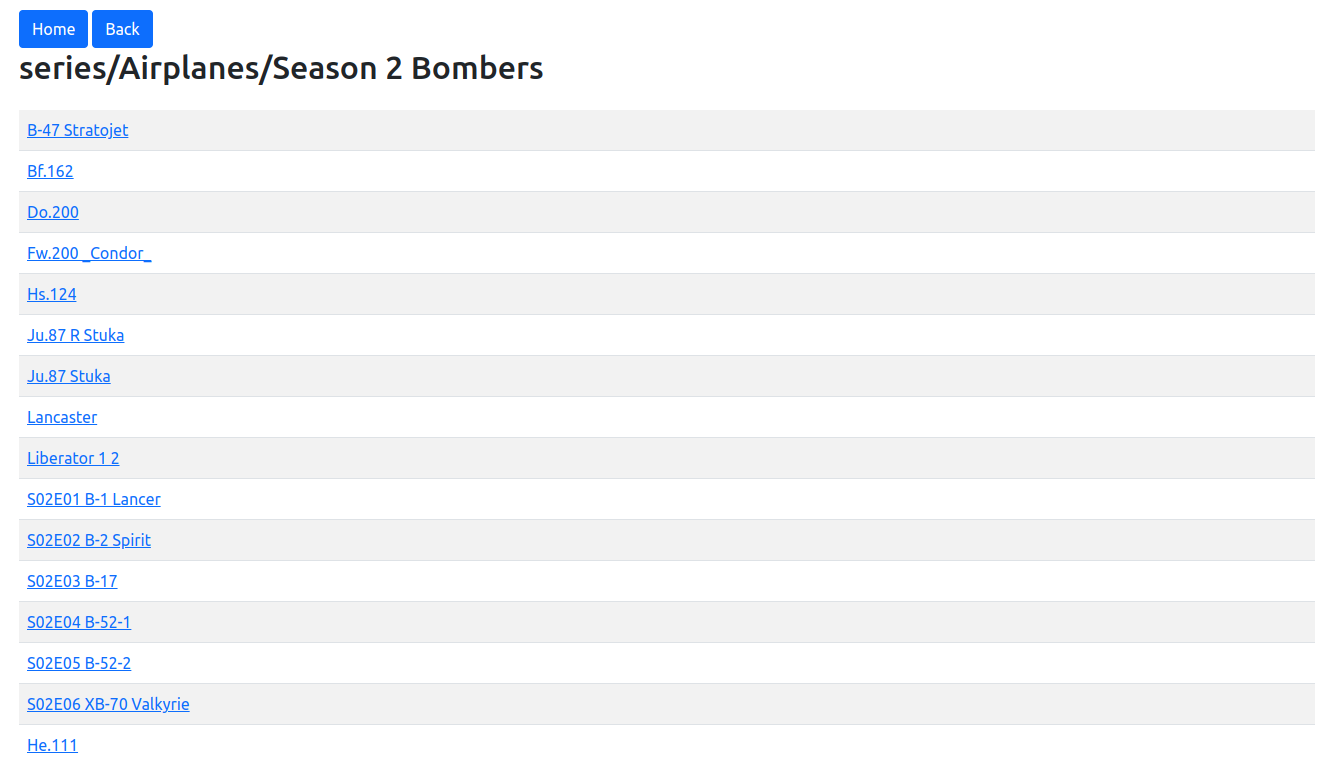 Home Back
series/Airplanes/Season 2 Bombers
B-47 Stratojet
Bf.162
Do.200
Fw.200 _Condor_
Hs.124
Ju.87 R Stuka
Ju.87 Stuka
Lancaster
Liberator 1 2
S02E01 B-1 Lancer
S02E02 B-2 Spirit
S02E03 B-17
S02E04 B-52-1
S02E05 B-52-2
S02E06 XB-70 Valkyrie
He.111